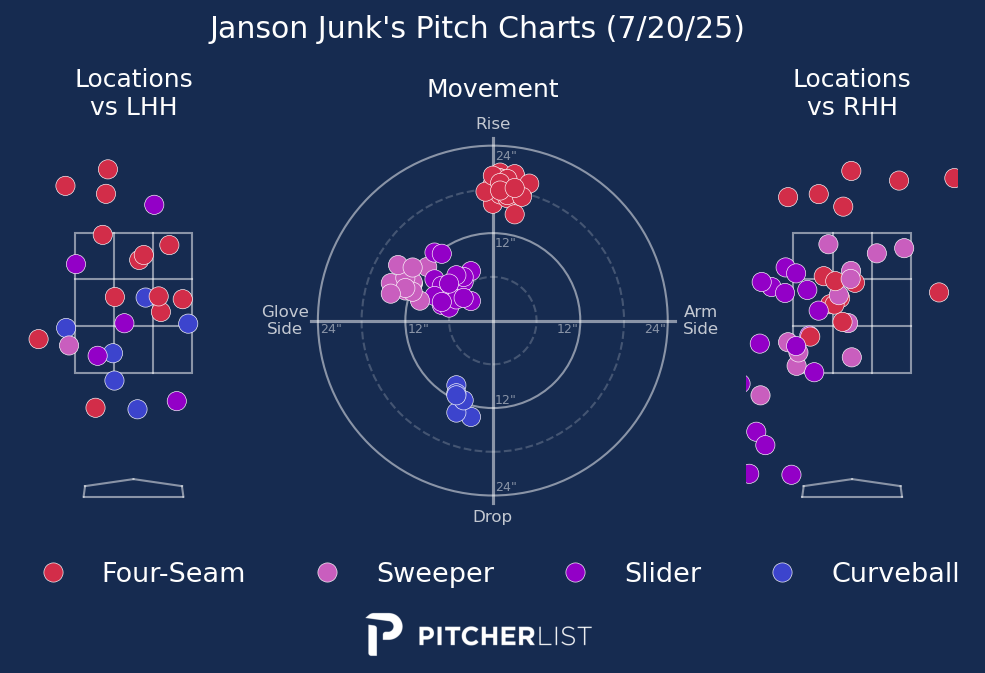 Janson Junk's Pitch Charts (7/20/25)
Locations
vs LHH
Movement
Locations
vs RHH
Rise
24"
12"
Glove
Side
24"
12"
12"
24"
Arm
Side
12"
24"
Drop
Four-Seam
Sweeper
Slider
Curveball
PITCHERLIST